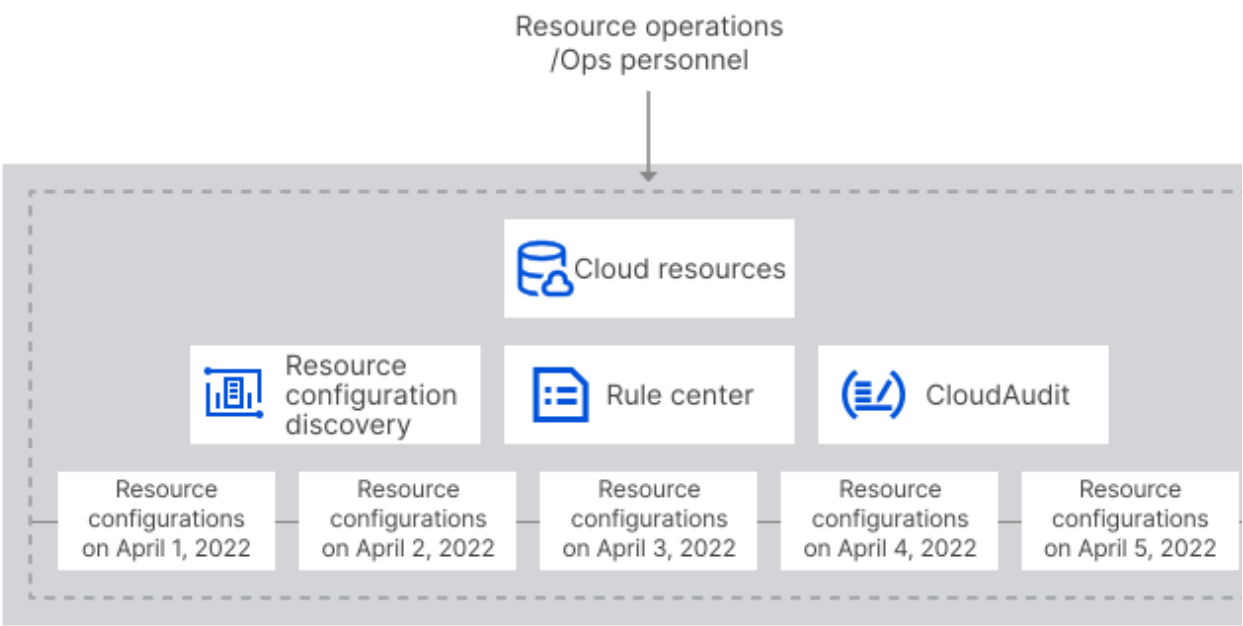 Resource operations
/Ops personnel
Cloud resources
Resource
configuration
discovery
Rule center
CloudAudit
Resource
configurations
on April 1, 2022
Resource
configurations
on April 2, 2022
Resource
configurations
on April 3, 2022
Resource
configurations
on April 4, 2022
Resource
configurations
on April 5, 2022